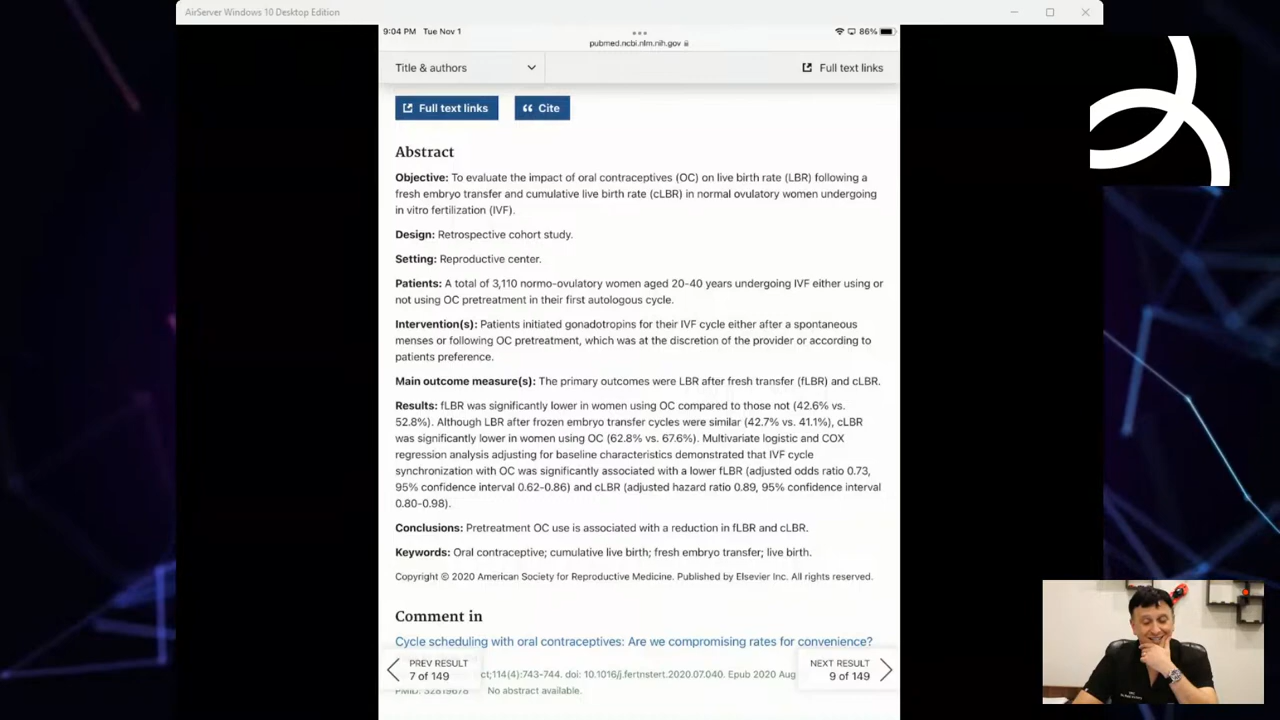 AirServer Windows 10 Desktop Edition
9:04 PM Tue Nov 1
86%
pubmed.ncbi.nlm.nih.gov
Title & authors
Full text links
Full text links
Cite
Abstract
Objective: To evaluate the impact of oral contraceptives (OC) on live birth rate (LBR) following a
fresh embryo transfer and cumulative live birth rate (cLBR) in normal ovulatory women undergoing
in vitro fertilization (IVF).
Design: Retrospective cohort study.
Setting: Reproductive center.
Patients: A total of 3,110 normo-ovulatory women aged 20-40 years undergoing IVF either using or
not using OC pretreatment in their first autologous cycle.
Intervention(s): Patients initiated gonadotropins for their IVF cycle either after a spontaneous
menses or following OC pretreatment, which was at the discretion of the provider or according to
patients preference.
Main outcome measure(s): The primary outcomes were LBR after fresh transfer (fLBR) and cLBR.
Results: fLBR was significantly lower in women using OC compared to those not (42.6% vs.
52.8%). Although LBR after frozen embryo transfer cycles were similar (42.7% vs. 41.1%), cLBR
was significantly lower in women using OC (62.8% vs. 67.6%). Multivariate logistic and COX
regression analysis adjusting for baseline characteristics demonstrated that IVF cycle
synchronization with OC was significantly associated with a lower fLBR (adjusted odds ratio 0.73,
95% confidence interval 0.62-0.86) and cLBR (adjusted hazard ratio 0.89, 95% confidence interval
0.80-0.98).
Conclusions: Pretreatment OC use is associated with a reduction in fLBR and cLBR.
Keywords: Oral contraceptive; cumulative live birth; fresh embryo transfer; live birth.
Copyright © 2020 American Society for Reproductive Medicine. Published by Elsevier Inc. All rights reserved.
Comment in
Cycle scheduling with oral contraceptives: Are we compromising rates for convenience?
PREV RESULT
7 of 149
NEXT RESULT
9 of 149
ct;114(4):743-744. doi: 10.1016/j.fertnstert.2020.07.040. Epub 2020 Aug
No abstract available.